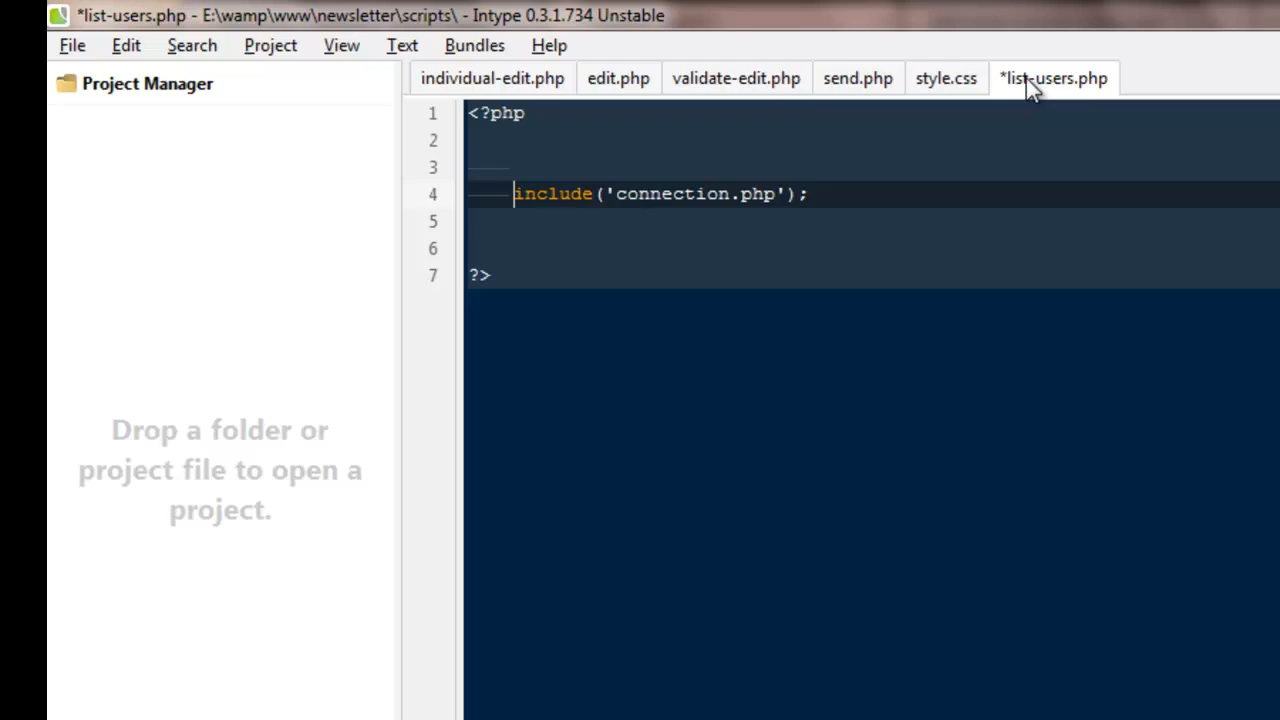 *list-users.php - E:\wamp\www\newsletter\scripts\ - Intype 0.3.1.734 Unstable
File Edit Search Project View Text Bundles Help
Project Manager
individual-edit.php edit.php validate-edit.php send.php style.css *list-users.php
1 <?php
2
3
4 include('connection.php');
5
6
7 ?>
Drop a folder or
project file to open a
project.